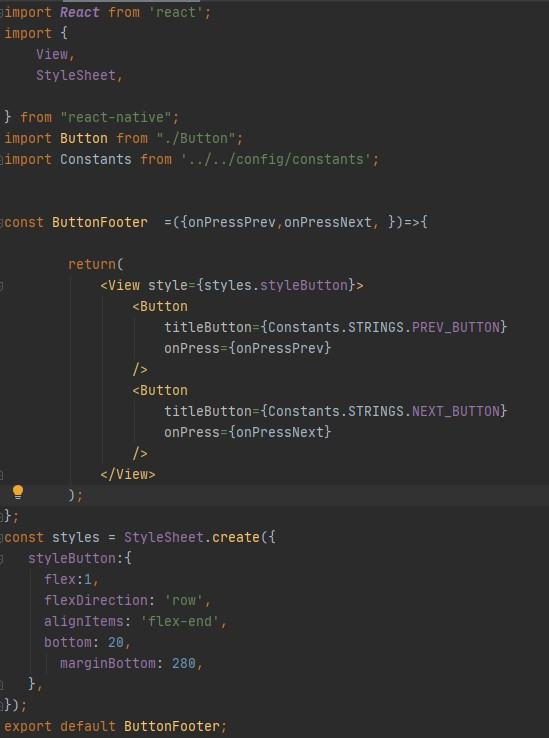 import React from 'react';
import {
    View,
    StyleSheet,

} from "react-native";
import Button from "./Button";
import Constants from '../../config/constants';


const ButtonFooter  =({onPressPrev,onPressNext, })=>{

        return(
            <View style={styles.styleButton}>
                <Button
                    titleButton={Constants.STRINGS.PREV_BUTTON}
                    onPress={onPressPrev}
                />
                <Button
                    titleButton={Constants.STRINGS.NEXT_BUTTON}
                    onPress={onPressNext}
                />
            </View>
        );
};
const styles = StyleSheet.create({
   styleButton:{
     flex:1,
     flexDirection: 'row',
     alignItems: 'flex-end',
     bottom: 20,
       marginBottom: 280,
   },
});
export default ButtonFooter;